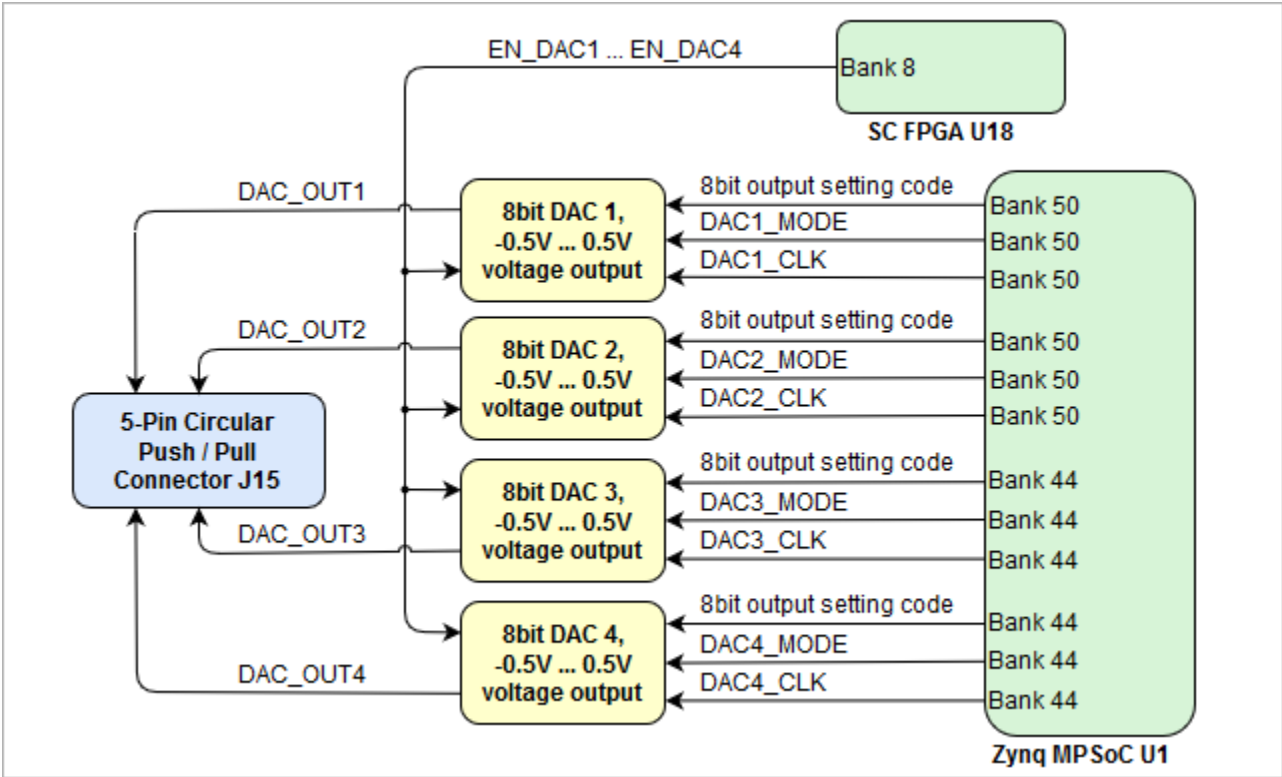 EN_DAC1 ... EN_DAC4
Bank 8
SC FPGA U18
DAC_OUT1
8bit DAC 1,
-0.5V ... 0.5V
voltage output
8bit output setting code
DAC1_MODE
DAC1_CLK
Bank 50
Bank 50
Bank 50
DAC_OUT2
8bit DAC 2,
-0.5V ... 0.5V
voltage output
8bit output setting code
DAC2_MODE
DAC2_CLK
Bank 50
Bank 50
Bank 50
5-Pin Circular
Push / Pull
Connector J15
DAC_OUT3
8bit DAC 3,
-0.5V ... 0.5V
voltage output
8bit output setting code
DAC3_MODE
DAC3_CLK
Bank 44
Bank 44
Bank 44
DAC_OUT4
8bit DAC 4,
-0.5V ... 0.5V
voltage output
8bit output setting code
DAC4_MODE
DAC4_CLK
Bank 44
Bank 44
Bank 44
Zynq MPSoC U1